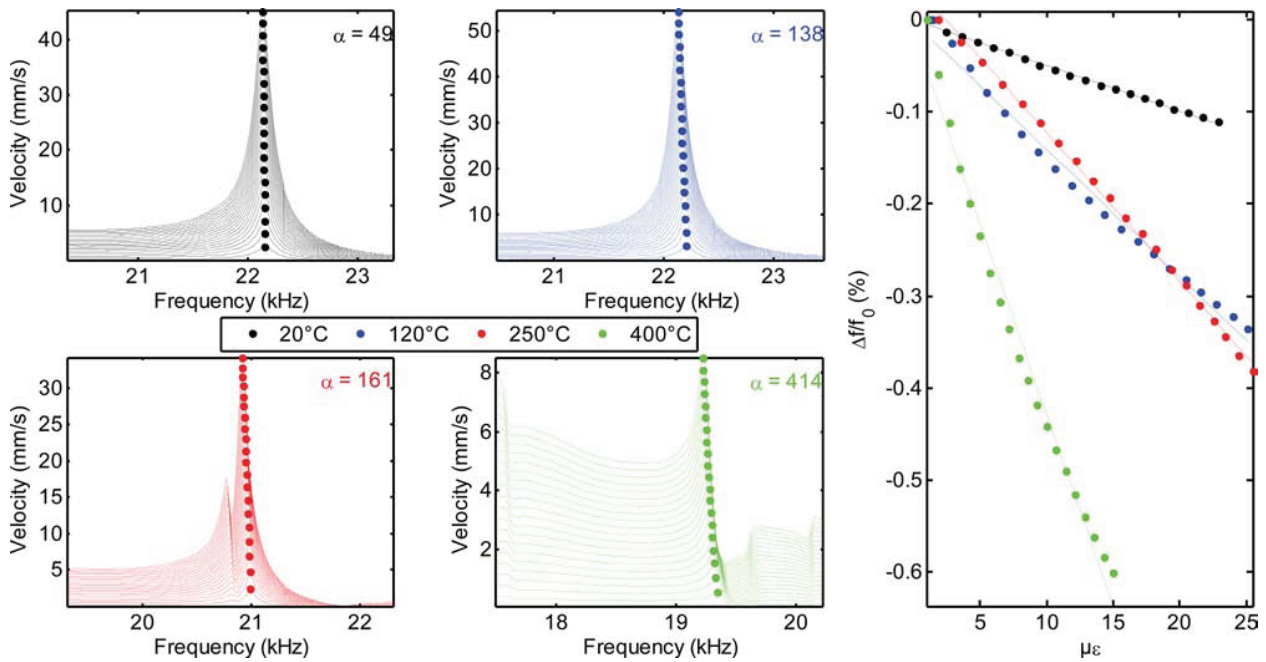 α = 49
40
30
20
10
Velocity (mm/s)
21
22
23
Frequency (kHz)
α = 138
50
40
30
20
10
Velocity (mm/s)
21
22
23
Frequency (kHz)
20°C
120°C
250°C
400°C
α = 161
30
25
20
15
10
5
Velocity (mm/s)
20
21
22
Frequency (kHz)
α = 414
8
6
4
2
Velocity (mm/s)
18
19
20
Frequency (kHz)
0
-0.1
-0.2
-0.3
-0.4
-0.5
-0.6
Δf/f₀ (%)
5
10
15
20
25
με